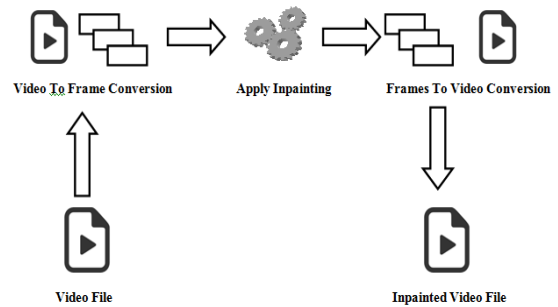 Video To Frame Conversion
Apply Inpainting
Frames To Video Conversion
Video File
Inpainted Video File